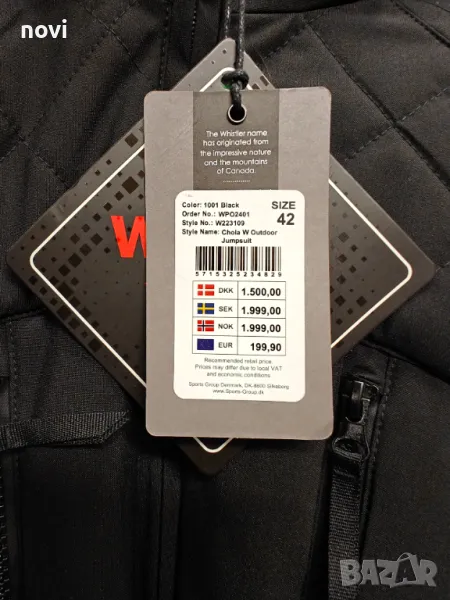 novi
The Whistler name
has originated from
the impressive nature
and the mountains
of Canada.
Color: 1001 Black
Order No.: WPO2401
Style No.: W223109
Style Name: Chola W Outdoor
Jumpsuit
SIZE
42
5715325234829
DKK 1.500,00
SEK 1.999,00
NOK 1.999,00
EUR 199,90
Recommended retail price.
Prices may differ due to local VAT
and economic conditions
Sports Group Denmark, DK-8600 Silkeborg
www.Sports-Group.dk
W
BAZAR